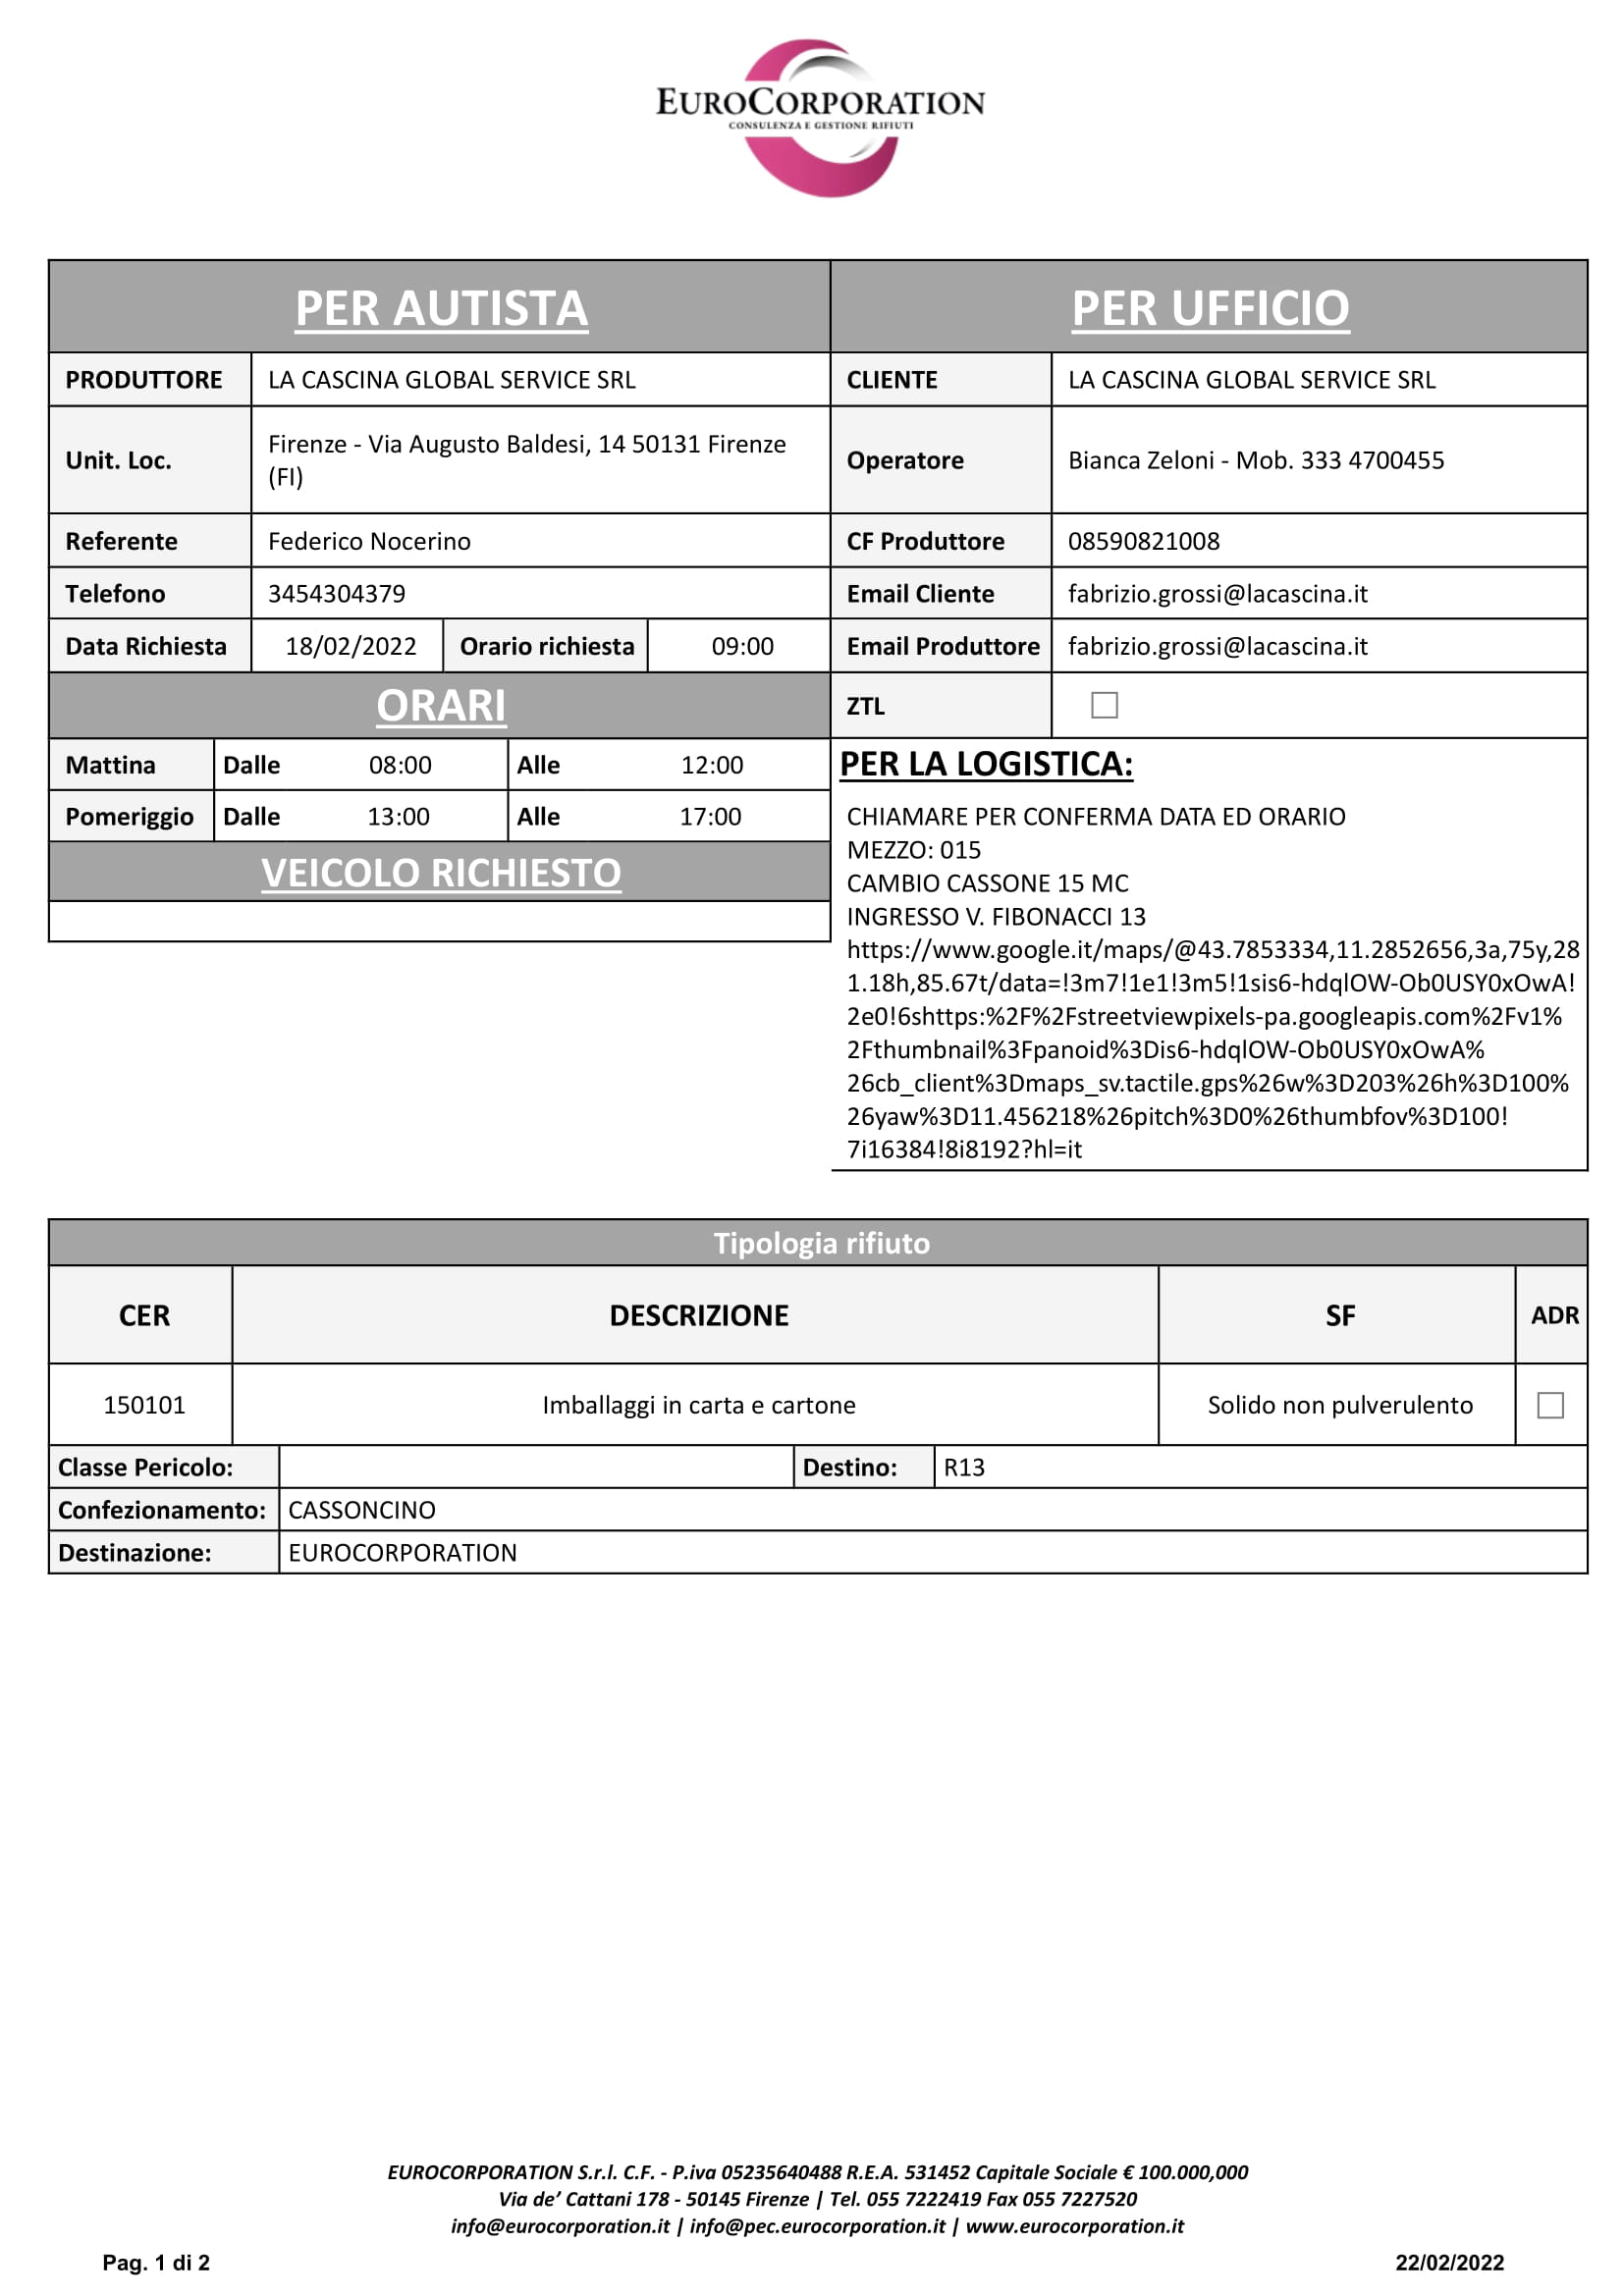 EUROCORPORATION
CONSULENZA E GESTIONE RIFIUTI
PER AUTISTA
PRODUTTORE LA CASCINA GLOBAL SERVICE SRL
Unit. Loc. Firenze - Via Augusto Baldesi, 14 50131 Firenze
(FI)
Referente Federico Nocerino
Telefono 3454304379
Data Richiesta 18/02/2022 Orario richiesta 09:00
ORARI
Mattina Dalle 08:00 Alle 12:00
Pomeriggio Dalle 13:00 Alle 17:00
VEICOLO RICHIESTO
PER UFFICIO
CLIENTE LA CASCINA GLOBAL SERVICE SRL
Operatore Bianca Zeloni - Mob. 333 4700455
CF Produttore 08590821008
Email Cliente fabrizio.grossi@lacascina.it
Email Produttore fabrizio.grossi@lacascina.it
ZTL
PER LA LOGISTICA:
CHIAMARE PER CONFERMA DATA ED ORARIO
MEZZO: 015
CAMBIO CASSONE 15 MC
INGRESSO V. FIBONACCI 13
https://www.google.it/maps/@43.7853334,11.2852656,3a,75y,28
1.18h,85.67t/data=!3m7!1e1!3m5!1sis6-hdqlOW-Ob0USY0xOwA!
2e0!6shttps:%2F%2Fstreetviewpixels-pa.googleapis.com%2Fv1%
2Fthumbnail%3Fpanoid%3Dis6-hdqlOW-Ob0USY0xOwA%
26cb_client%3Dmaps_sv.tactile.gps%26w%3D203%26h%3D100%
26yaw%3D11.456218%26pitch%3D0%26thumbfov%3D100!
7i16384!8i8192?hl=it
Tipologia rifiuto
CER DESCRIZIONE SF ADR
150101 Imballaggi in carta e cartone Solido non pulverulento
Classe Pericolo: Destino: R13
Confezionamento: CASSONCINO
Destinazione: EUROCORPORATION
EUROCORPORATION S.r.l. C.F. - P.iva 05235640488 R.E.A. 531452 Capitale Sociale € 100.000,000
Via de’ Cattani 178 - 50145 Firenze | Tel. 055 7222419 Fax 055 7227520
info@eurocorporation.it | info@pec.eurocorporation.it | www.eurocorporation.it
Pag. 1 di 2 22/02/2022